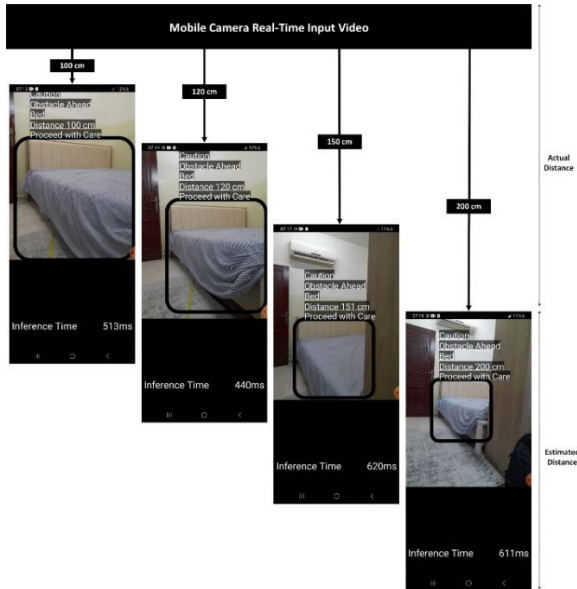 Mobile Camera Real-Time Input Video
100 cm
120 cm
150 cm
200 cm
Actual
Distance
Estimated
Distance
Caution
Obstacle Ahead
Bed
Distance 100 cm
Proceed with Care
Inference Time 513ms
Caution
Obstacle Ahead
Bed
Distance 120 cm
Proceed with Care
Inference Time 440ms
07:17
Caution
Obstacle Ahead
Bed
Distance 151 cm
Proceed with Care
Inference Time 620ms
Caution
Obstacle Ahead
Bed
Distance 200 cm
Proceed with Care
Inference Time 611ms